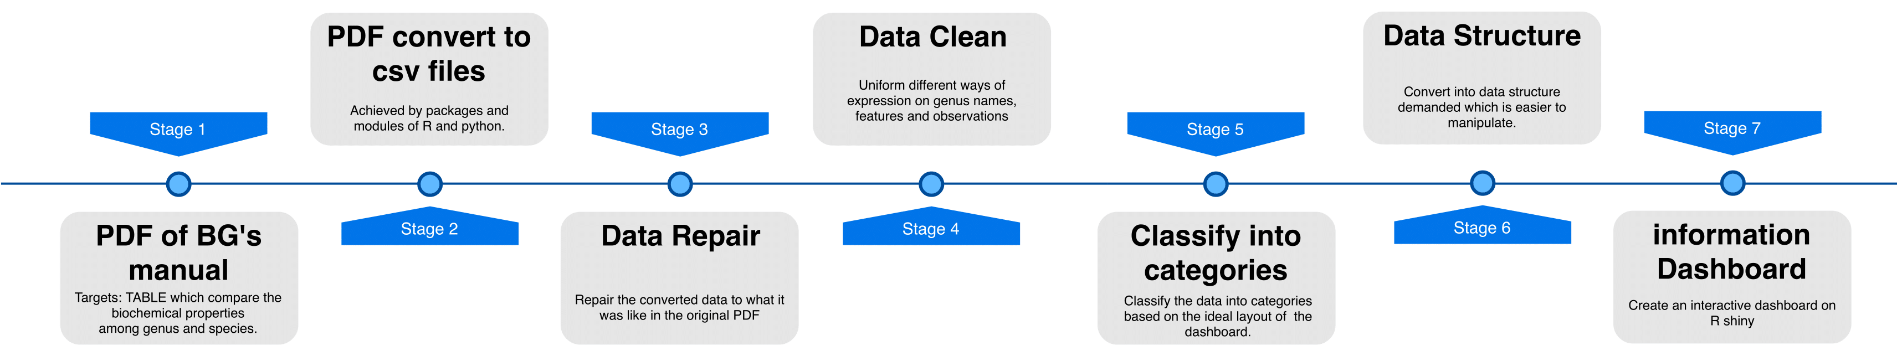 Stage 1
PDF of BG's
manual
Targets: TABLE which compare the
biochemical properties
among genus and species.
PDF convert to
csv files
Achieved by packages and
modules of R and python.
Stage 2
Stage 3
Data Repair
Repair the converted data to what it
was like in the original PDF
Data Clean
Uniform different ways of
expression on genus names,
features and observations
Stage 4
Stage 5
Classify into
categories
Classify the data into categories
based on the ideal layout of the
dashboard.
Data Structure
Convert into data structure
demanded which is easier to
manipulate.
Stage 6
Stage 7
information
Dashboard
Create an interactive dashboard on
R shiny